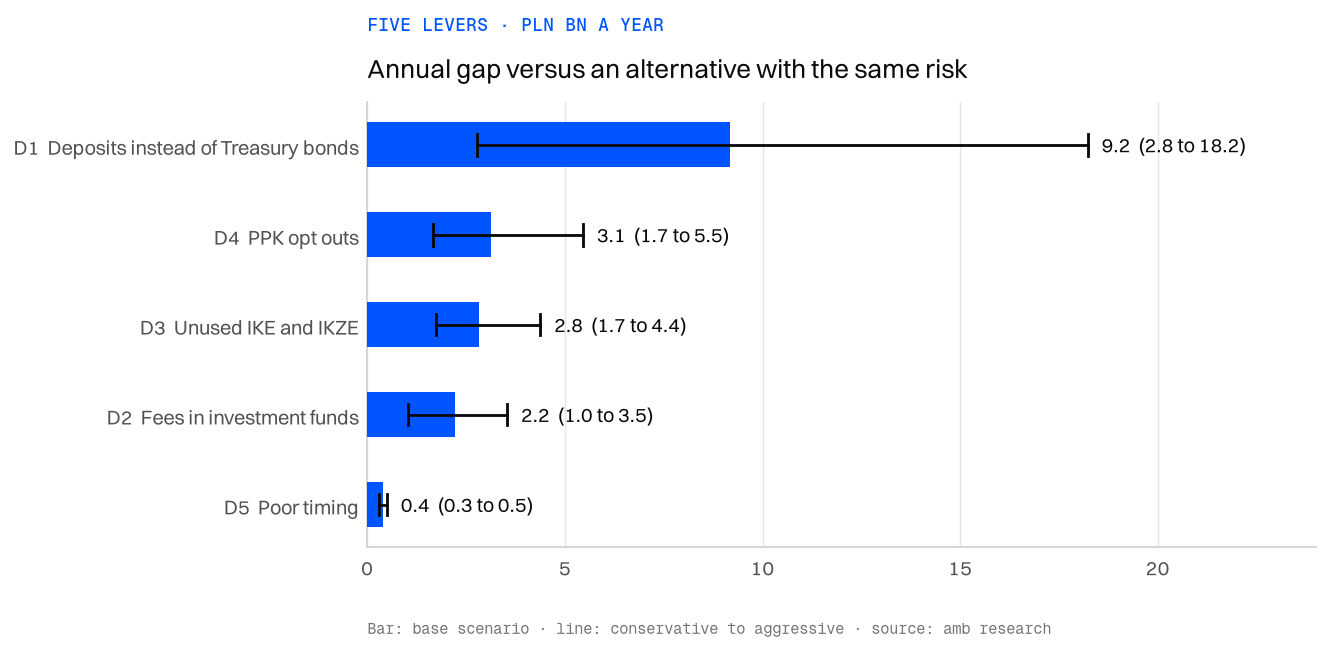 FIVE LEVERS · PLN BN A YEAR
Annual gap versus an alternative with the same risk
D1 Deposits instead of Treasury bonds
9.2 (2.8 to 18.2)
D4 PPK opt outs
3.1 (1.7 to 5.5)
D3 Unused IKE and IKZE
2.8 (1.7 to 4.4)
D2 Fees in investment funds
2.2 (1.0 to 3.5)
D5 Poor timing
0.4 (0.3 to 0.5)
0 5 10 15 20
Bar: base scenario · line: conservative to aggressive · source: amb research